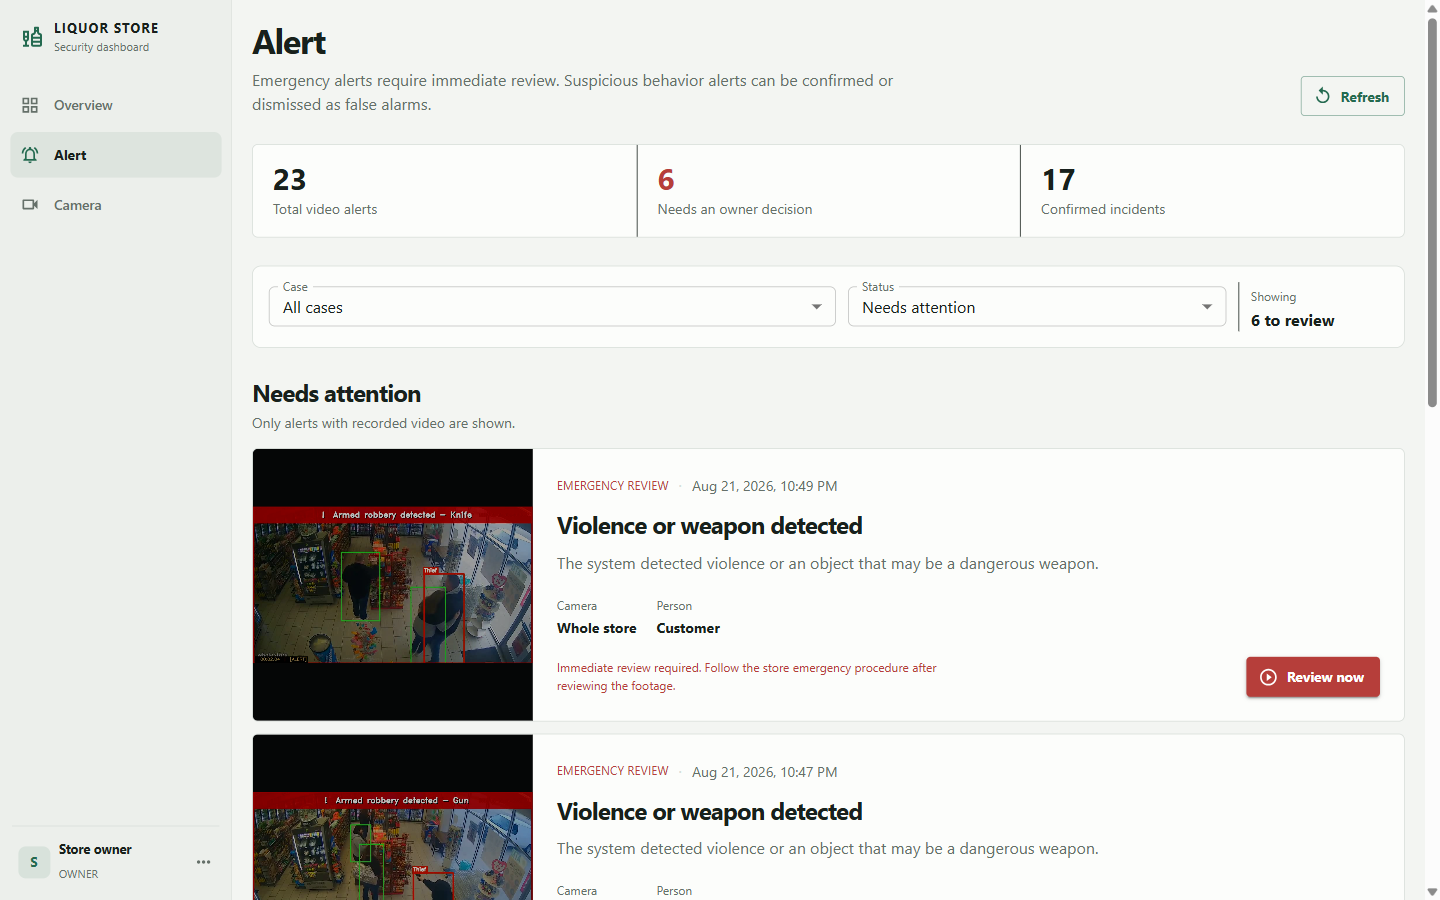 LIQUOR STORE
Security dashboard
Overview
Alert
Camera
Store owner
S
OWNER
Alert
Emergency alerts require immediate review. Suspicious behavior alerts can be confirmed or
dismissed as false alarms.
Refresh
23
Total video alerts
6
Needs an owner decision
17
Confirmed incidents
Case
All cases
Status
Needs attention
Showing
6 to review
Needs attention
Only alerts with recorded video are shown.
! Armed robbery detected – Knife
Thief
[ALERT]
EMERGENCY REVIEW · Aug 21, 2026, 10:49 PM
Violence or weapon detected
The system detected violence or an object that may be a dangerous weapon.
Camera
Whole store
Person
Customer
Immediate review required. Follow the store emergency procedure after
reviewing the footage.
Review now
! Armed robbery detected – Gun
Thief
EMERGENCY REVIEW · Aug 21, 2026, 10:47 PM
Violence or weapon detected
The system detected violence or an object that may be a dangerous weapon.
Camera
Person